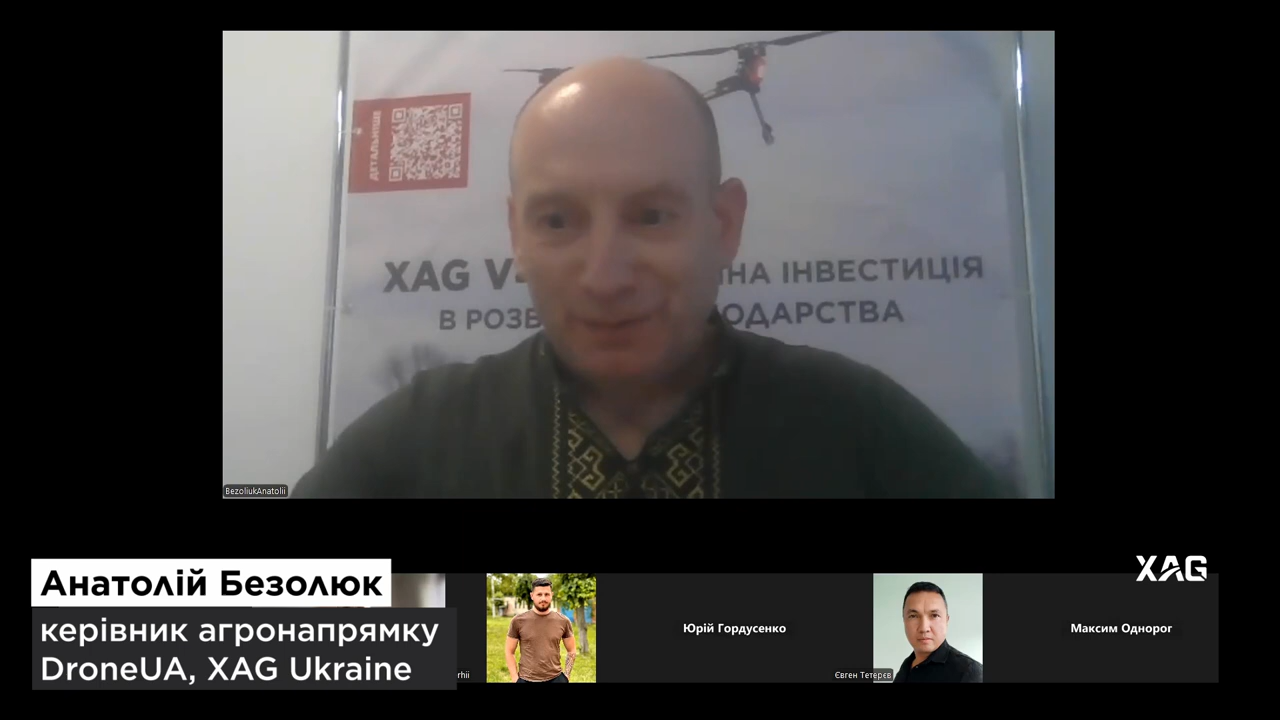 ДЕТАЛЬНІШЕ
XAG V- НА ІНВЕСТИЦІЯ
В РОЗВ ОДАРСТВА
BezoliukAnatolii
XAG
Анатолій Безолюк
керівник агронапрямку
DroneUA, XAG Ukraine
rhii
Юрій Гордусенко
Євген Тетерєв
Максим Однорог